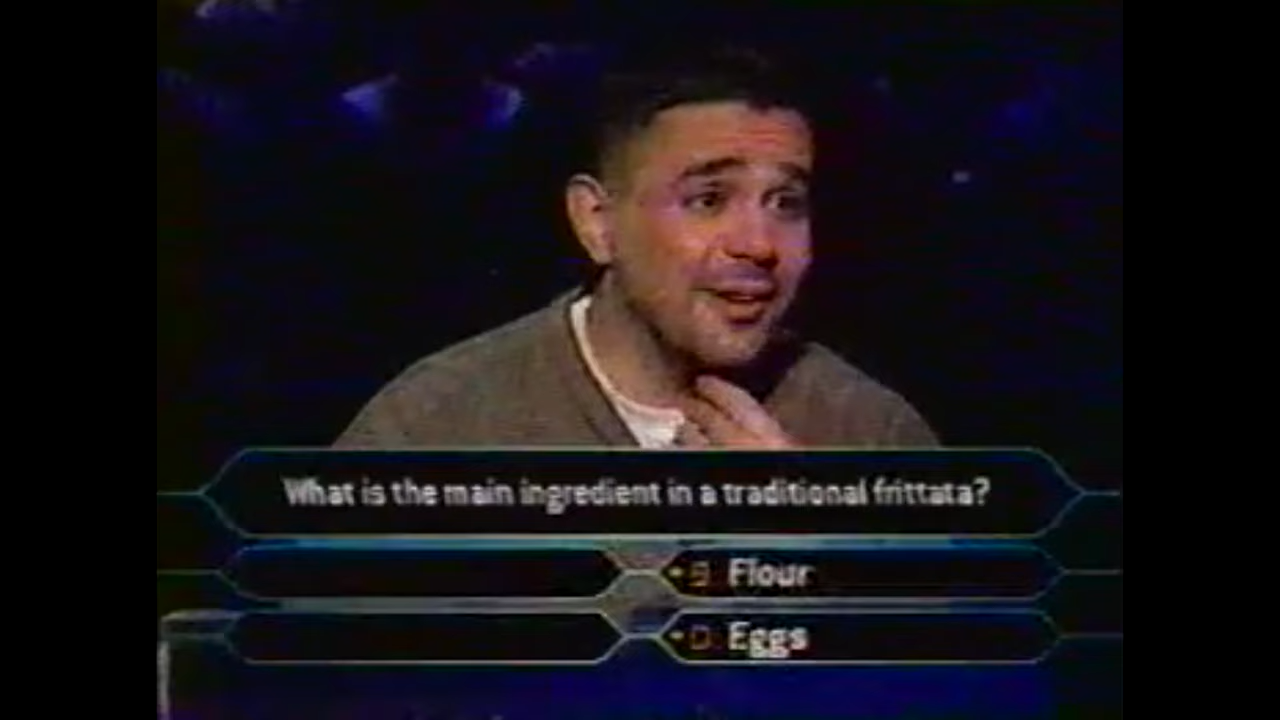 What is the main ingredient in a traditional frittata?
B: Flour
D: Eggs